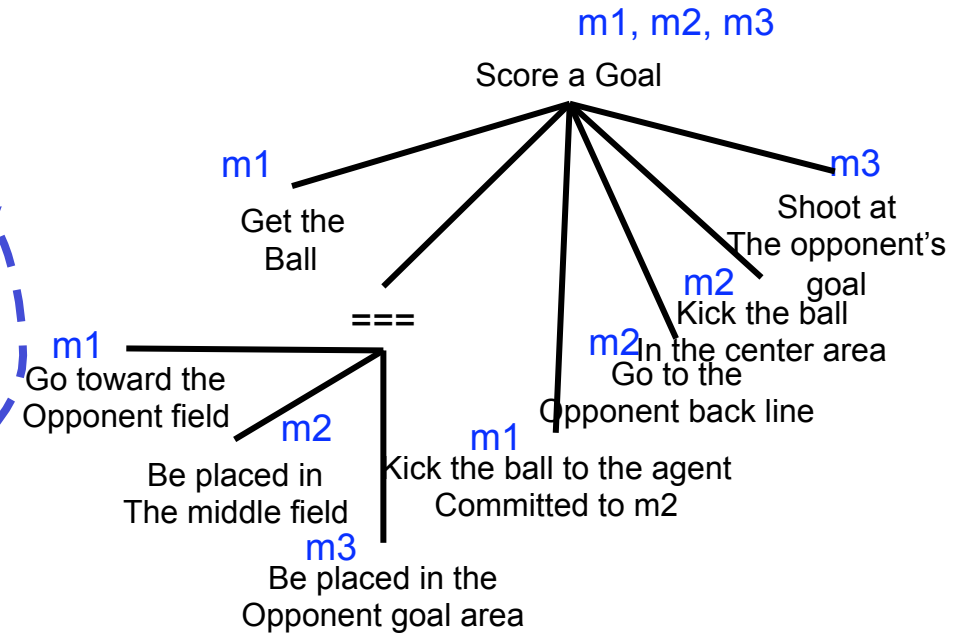 m1, m2, m3
Score a Goal
m1
Get the
Ball
===
m1
Go toward the
Opponent field
m2
Be placed in
The middle field
m3
Be placed in the
Opponent goal area
m1
Kick the ball to the agent
Committed to m2
m2
Go to the
Opponent back line
m2
Kick the ball
In the center area
m3
Shoot at
The opponent's
goal